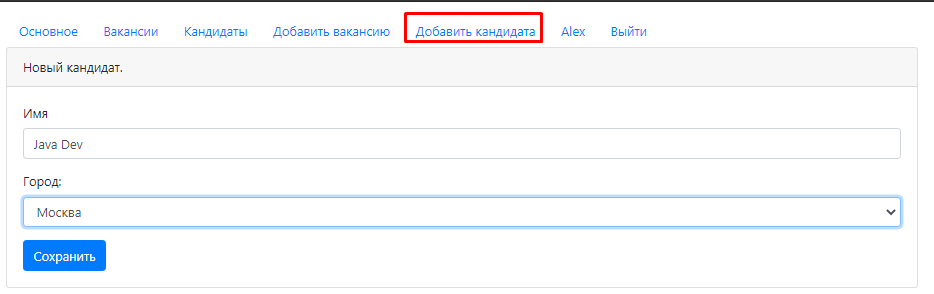 Основное Вакансии Кандидаты Добавить вакансию Добавить кандидата Alex Выйти
Новый кандидат.
Имя
Java Dev
Город:
Москва
Сохранить